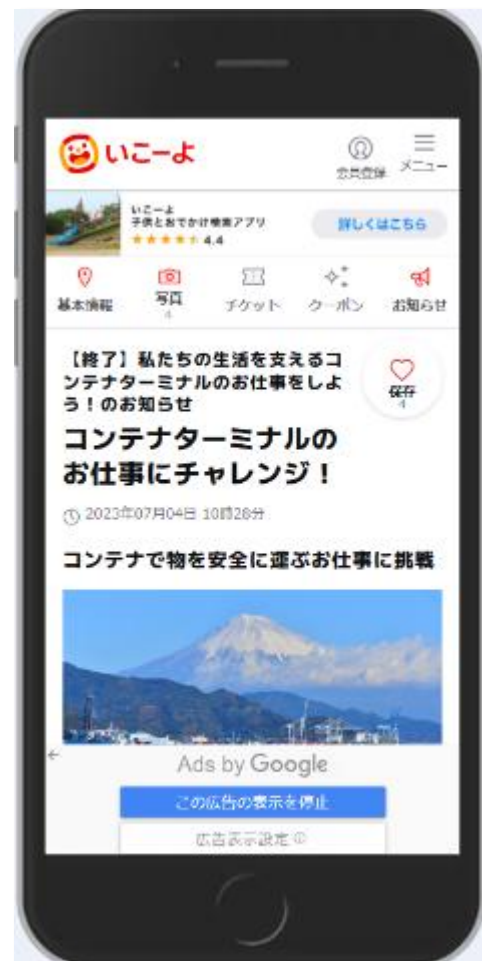 いこーよ
会員登録
メニュー
いこーよ
子供とおでかけ検索アプリ
4.4
詳しくはこちら
基本情報
写真
4
チケット
クーポン
お知らせ
【終了】私たちの生活を支えるコ
ンテナターミナルのお仕事をしよ
う！のお知らせ
保存
4
コンテナターミナルの
お仕事にチャレンジ！
2023年07月04日 10時28分
コンテナで物を安全に運ぶお仕事に挑戦
Ads by Google
この広告の表示を停止
広告表示設定